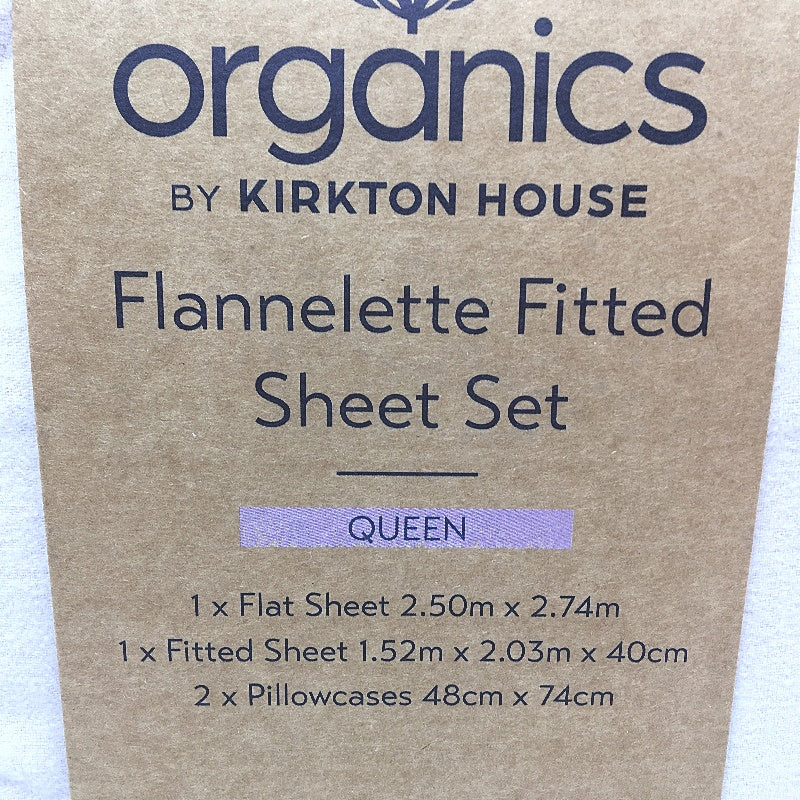 organics
BY KIRKTON HOUSE
Flannelette Fitted
Sheet Set
QUEEN
1 x Flat Sheet 2.50m x 2.74m
1 x Fitted Sheet 1.52m x 2.03m x 40cm
2 x Pillowcases 48cm x 74cm